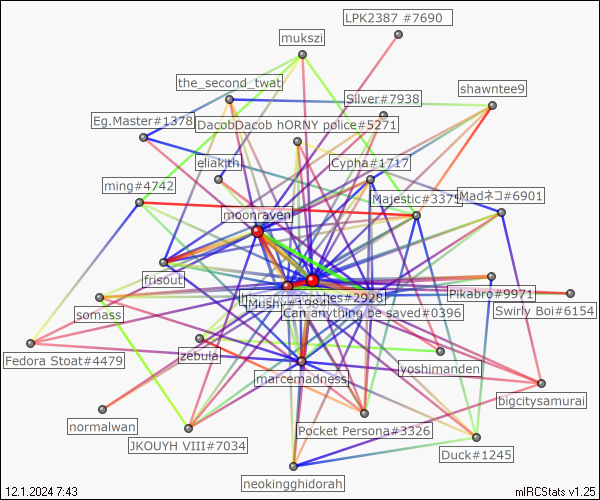 LPK2387 #7690
mukszi
the_second_twat
shawntee9
Silver#7938
Eg.Master#1378
DacobDacob hORNY police#5271
eliakith
Cypha#1717
ming#4742
Majestic#3375
Madネコ#6901
moonraven
frisout
#2928
Mushy#1984
Pikabro#9971
somass
Can anything be saved#0396
Swirly Boi#6154
Fedora Stoat#4479
zebula
yoshimanden
marcemadness
bigcitysamurai
normalwan
Pocket Persona#3326
JKOUYH VIII#7034
Duck#1245
neokingghidorah
12.1.2024 7:43
mIRCStats v1.25